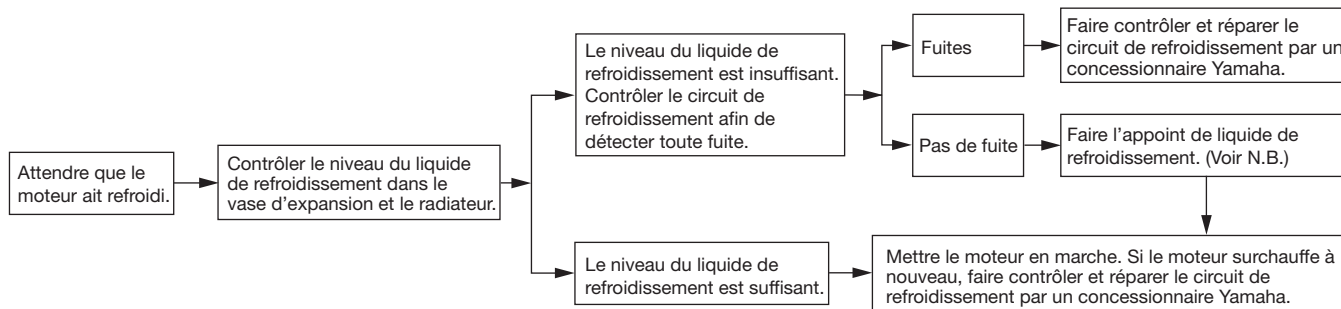 Attendre que le
moteur ait refroidi.
Contrôler le niveau du liquide
de refroidissement dans le
vase d'expansion et le radiateur.
Le niveau du liquide de
refroidissement est insuffisant.
Contrôler le circuit de
refroidissement afin de
détecter toute fuite.
Fuites
Faire contrôler et réparer le
circuit de refroidissement par un
concessionnaire Yamaha.
Pas de fuite
Faire l'appoint de liquide de
refroidissement. (Voir N.B.)
Le niveau du liquide de
refroidissement est suffisant.
Mettre le moteur en marche. Si le moteur surchauffe à
nouveau, faire contrôler et réparer le circuit de
refroidissement par un concessionnaire Yamaha.